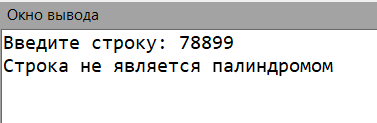 Окно вывода
Введите строку: 78899
Строка не является палиндромом